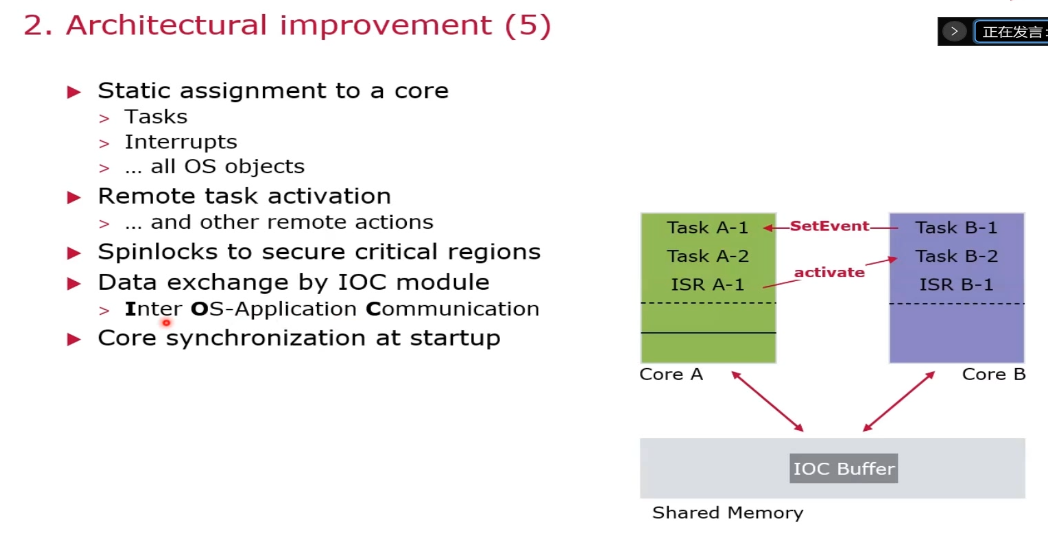 2. Architectural improvement (5)
> 正在发言:
► Static assignment to a core
> Tasks
> Interrupts
> ... all OS objects
► Remote task activation
> ... and other remote actions
► Spinlocks to secure critical regions
► Data exchange by IOC module
> Inter OS-Application Communication
► Core synchronization at startup
Task A-1
SetEvent
Task B-1
Task A-2
activate
Task B-2
ISR A-1
ISR B-1
Core A
Core B
IOC Buffer
Shared Memory